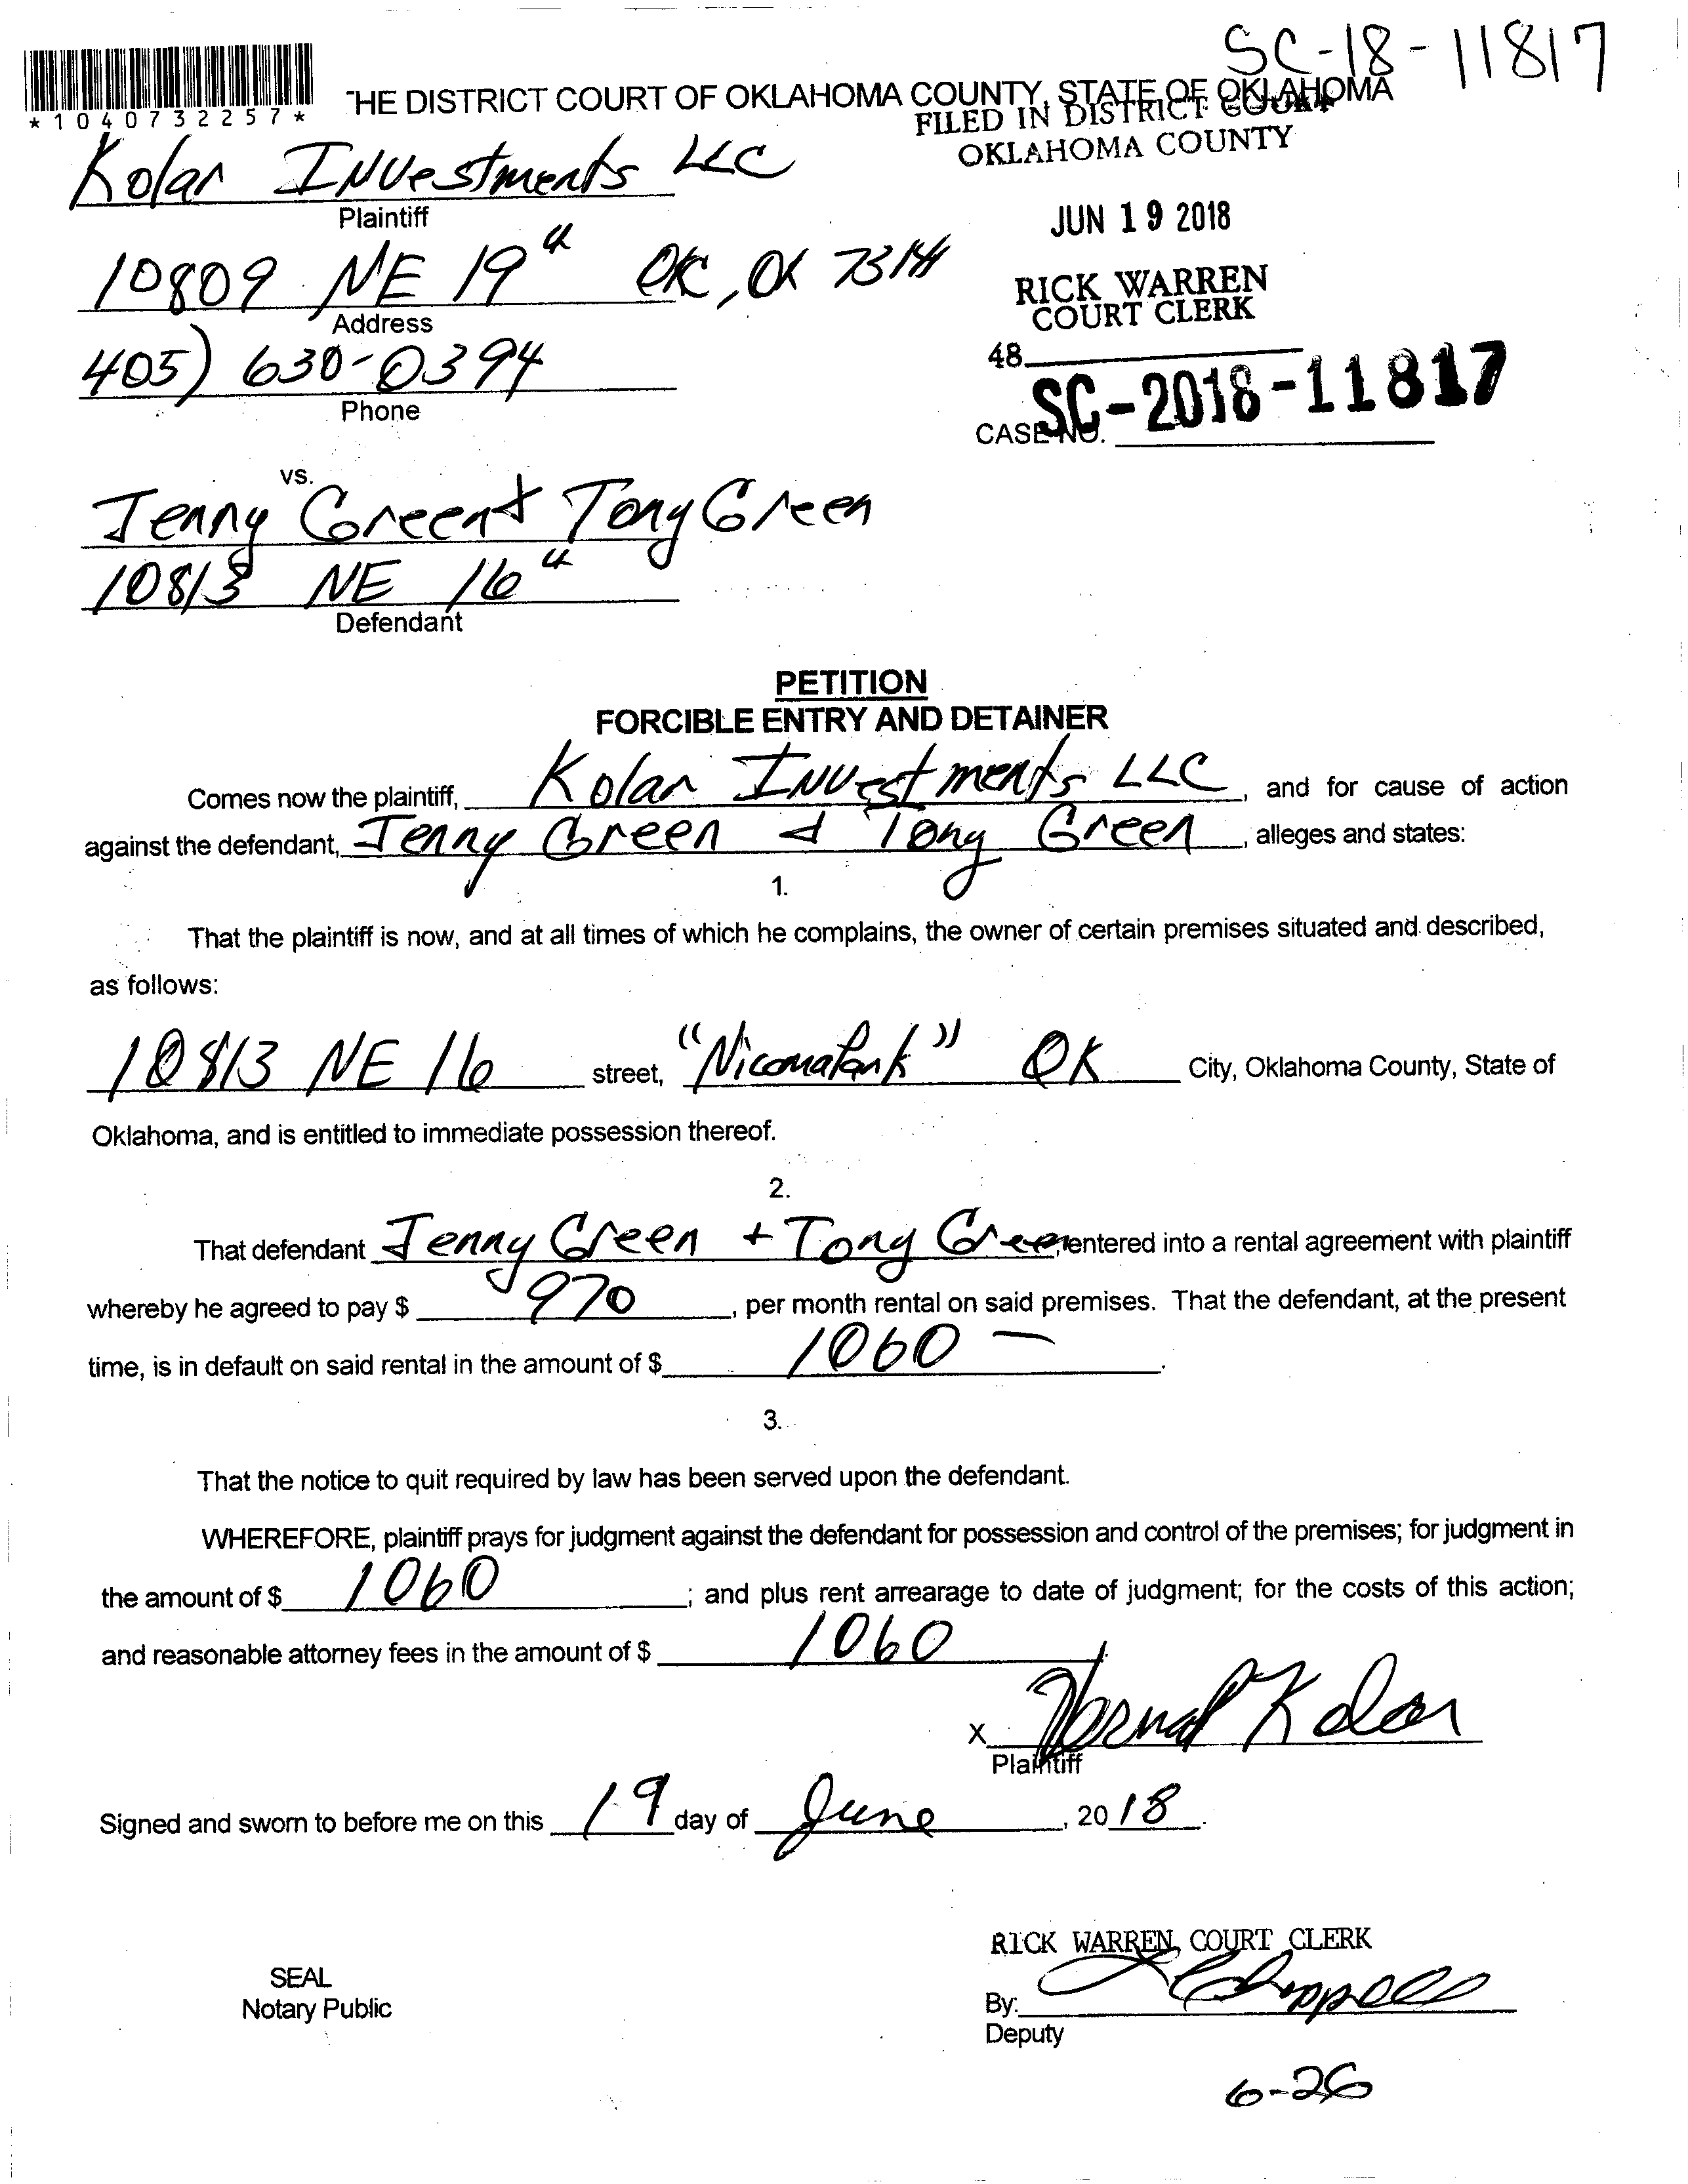 SC-18-11817
*1040732257*
THE DISTRICT COURT OF OKLAHOMA COUNTY, STATE OF OKLAHOMA
FILED IN DISTRICT COURT
OKLAHOMA COUNTY
Kolar Investments LLC
Plaintiff
JUN 19 2018
10809 NE 19th OKC, OK
Address
RICK WARREN
COURT CLERK
405) 630-0394
Phone
48
SC-2018-11817
CASE NO.
vs.
Jenny Green & Tony Green
10813 NE 16th
Defendant
PETITION
FORCIBLE ENTRY AND DETAINER
Comes now the plaintiff, Kolar Investments LLC, and for cause of action
against the defendant, Jenny Green & Tony Green, alleges and states:
1.
That the plaintiff is now, and at all times of which he complains, the owner of certain premises situated and described,
as follows:
10813 NE 16 street, "Nicoma Park" OK City, Oklahoma County, State of
Oklahoma, and is entitled to immediate possession thereof.
2.
That defendant Jenny Green + Tony Green, entered into a rental agreement with plaintiff
whereby he agreed to pay $ 970, per month rental on said premises. That the defendant, at the present
time, is in default on said rental in the amount of $ 1060 —.
3.
That the notice to quit required by law has been served upon the defendant.
WHEREFORE, plaintiff prays for judgment against the defendant for possession and control of the premises; for judgment in
the amount of $ 1060; and plus rent arrearage to date of judgment; for the costs of this action;
and reasonable attorney fees in the amount of $ 1060.
X Kolar
Plaintiff
Signed and sworn to before me on this 19 day of June, 2018.
RICK WARREN, COURT CLERK
SEAL
Notary Public
By:
Deputy
6-26